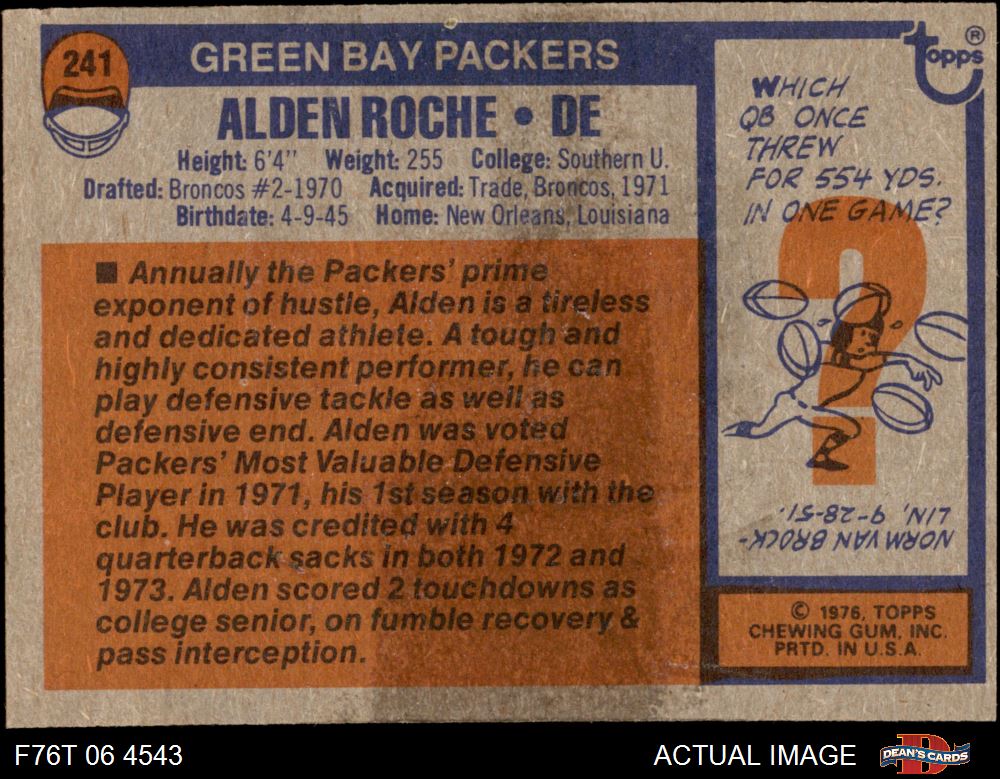 241
GREEN BAY PACKERS
ALDEN ROCHE • DE
Height: 6'4" Weight: 255 College: Southern U.
Drafted: Broncos #2-1970 Acquired: Trade, Broncos, 1971
Birthdate: 4-9-45 Home: New Orleans, Louisiana
■ Annually the Packers' prime
exponent of hustle, Alden is a tireless
and dedicated athlete. A tough and
highly consistent performer, he can
play defensive tackle as well as
defensive end. Alden was voted
Packers' Most Valuable Defensive
Player in 1971, his 1st season with the
club. He was credited with 4
quarterback sacks in both 1972 and
1973. Alden scored 2 touchdowns as
college senior, on fumble recovery &
pass interception.
Topps ®
WHICH
QB ONCE
THREW
FOR 554 YDS.
IN ONE GAME?
?
NORM VAN BROCK-
LIN, 9-28-51.
© 1976, TOPPS
CHEWING GUM, INC.
PRTD. IN U.S.A.
F76T 06 4543
ACTUAL IMAGE
D
DEAN'S CARDS